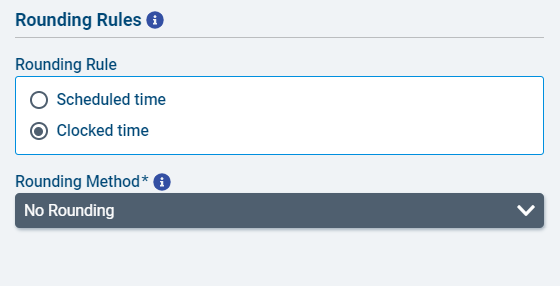 Rounding Rules
Rounding Rule
Scheduled time
Clocked time
Rounding Method*
No Rounding